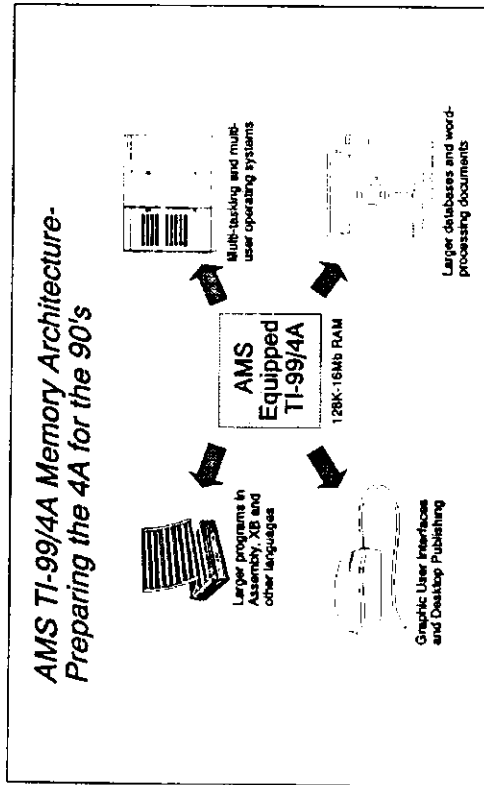 AMS TI-99/4A Memory Architecture-
Preparing the 4A for the 90's
Larger programs in
Assembly, XB and
other languages
Multi-tasking and multi-
user operating systems
AMS
Equipped
TI-99/4A
128K-16Mb RAM
Graphic User Interfaces
and Desktop Publishing
Larger databases and word-
processing documents